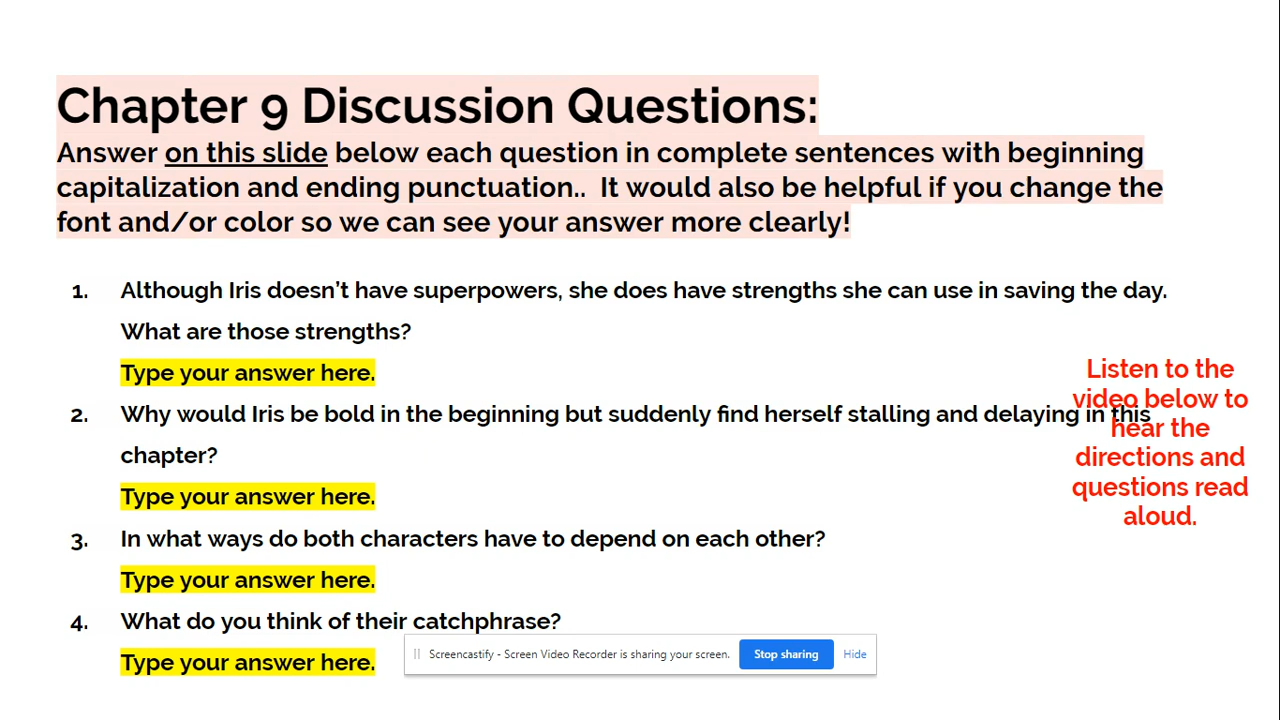 Chapter 9 Discussion Questions:
Answer on this slide below each question in complete sentences with beginning
capitalization and ending punctuation.. It would also be helpful if you change the
font and/or color so we can see your answer more clearly!
1. Although Iris doesn't have superpowers, she does have strengths she can use in saving the day.
What are those strengths?
Type your answer here.
2. Why would Iris be bold in the beginning but suddenly find herself stalling and delaying in this
chapter?
Type your answer here.
3. In what ways do both characters have to depend on each other?
Type your answer here.
4. What do you think of their catchphrase?
Type your answer here.
Listen to the
video below to
hear the
directions and
questions read
aloud.
Screencastify - Screen Video Recorder is sharing your screen. Stop sharing Hide